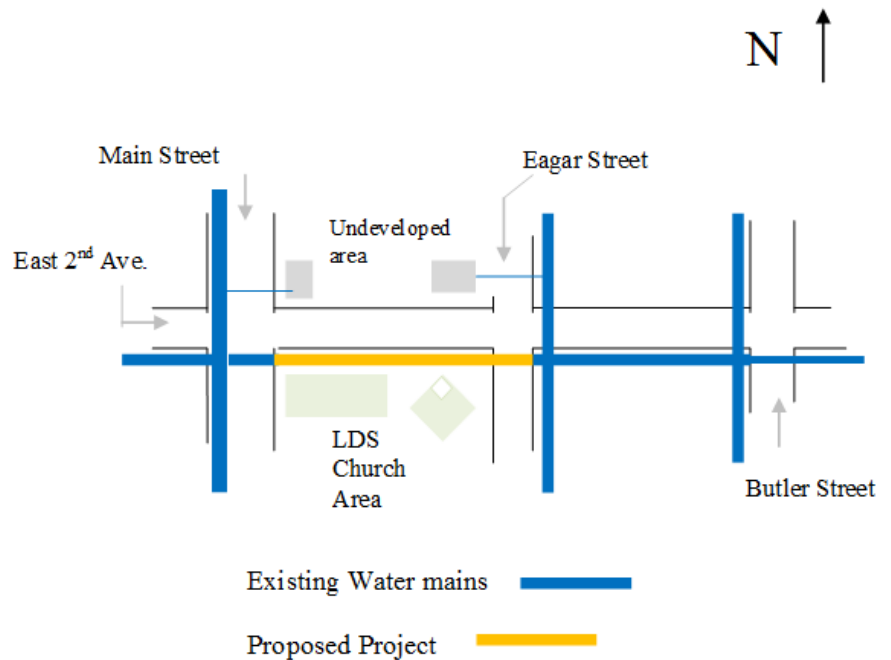 N
Main Street
Eagar Street
Undeveloped
area
East 2nd Ave.
LDS
Church
Area
Butler Street
Existing Water mains
Proposed Project